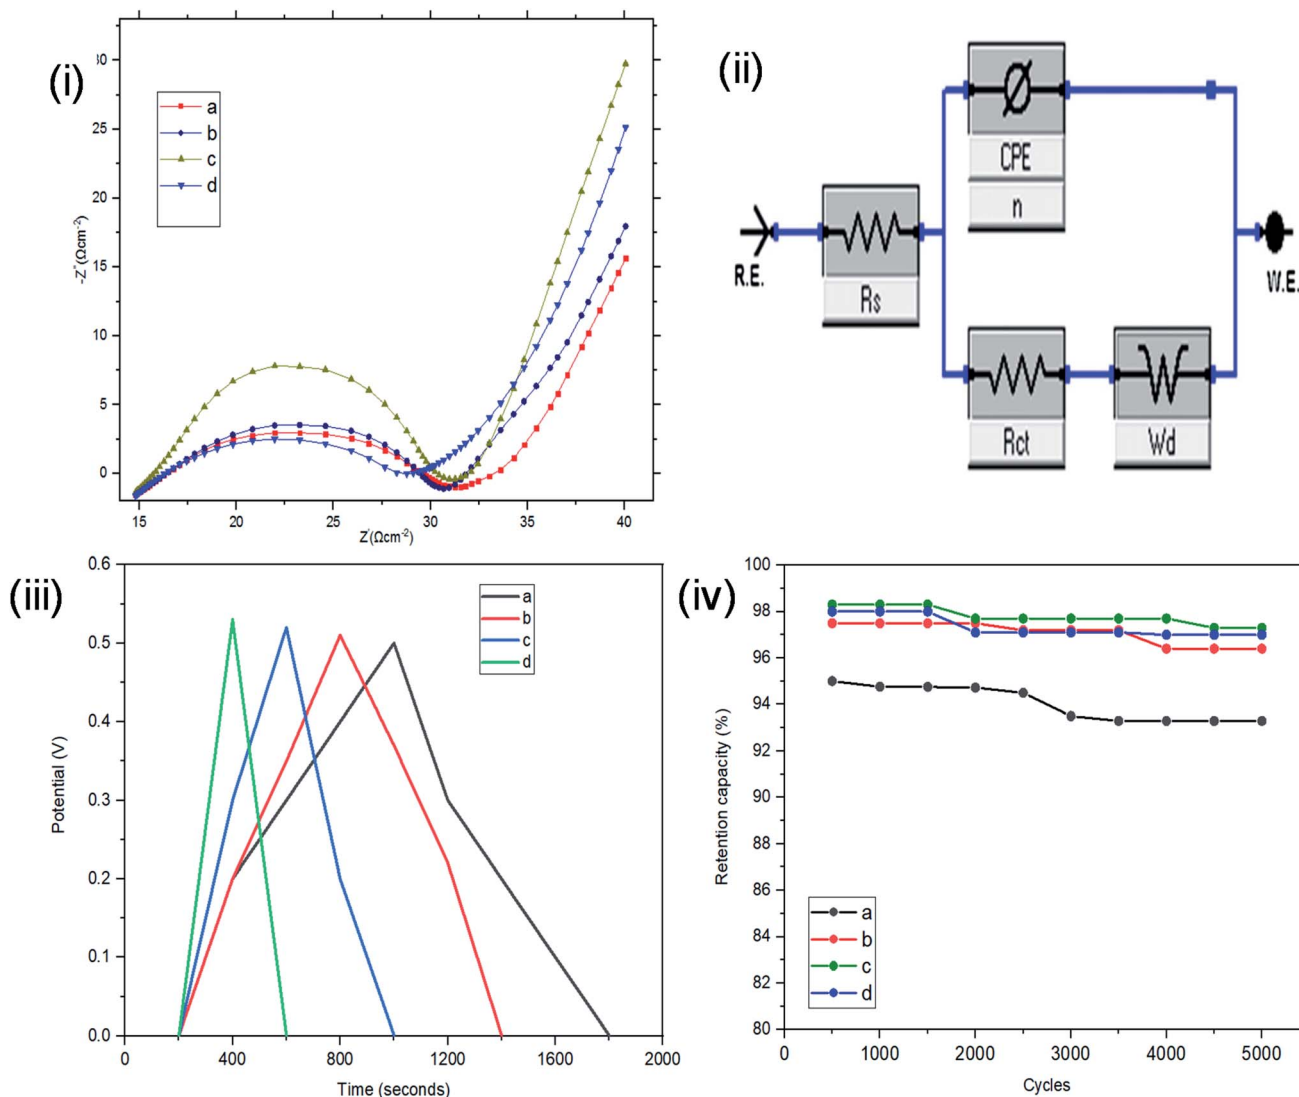 (i)
30
25
20
15
10
5
0
-Z"(Ωcm-2)
a
b
c
d
15
20
25
30
35
40
Z'(Ωcm-2)
(ii)
CPE
n
R.E.
Rs
W.E.
Rct
Wd
(iii)
0.6
0.5
0.4
0.3
0.2
0.1
0.0
Potential (V)
a
b
c
d
0
400
800
1200
1600
2000
Time (seconds)
(iv)
100
98
96
94
92
90
88
86
84
82
80
Retention capacity (%)
a
b
c
d
0
1000
2000
3000
4000
5000
Cycles